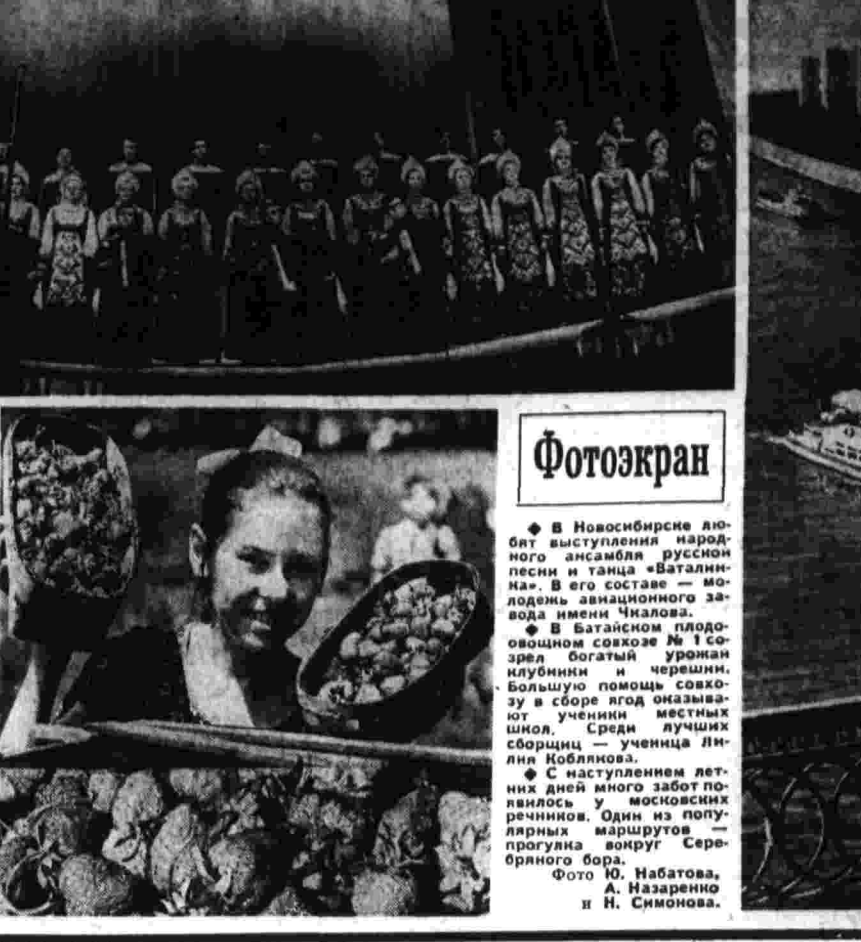 Фотоэкран
◆ В Новосибирске лю-
бят выступления народ-
ного ансамбля русской
песни и танца «Ваталин-
ка». В его составе — мо-
лодежь авиационного за-
вода имени Чкалова.
◆ В Батайском плодо-
овощном совхозе № 1 со-
зрел богатый урожай
клубники и черешни.
Большую помощь совхо-
зу в сборе ягод оказыва-
ют ученики местных
школ. Среди лучших
сборщиц — ученица Ли-
лия Коблякова.
◆ С наступлением лет-
них дней много забот по-
явилось у московских
речников. Один из попу-
лярных маршрутов —
прогулка вокруг Сере-
бряного бора.
Фото Ю. Набатова,
А. Назаренко
и Н. Симонова.